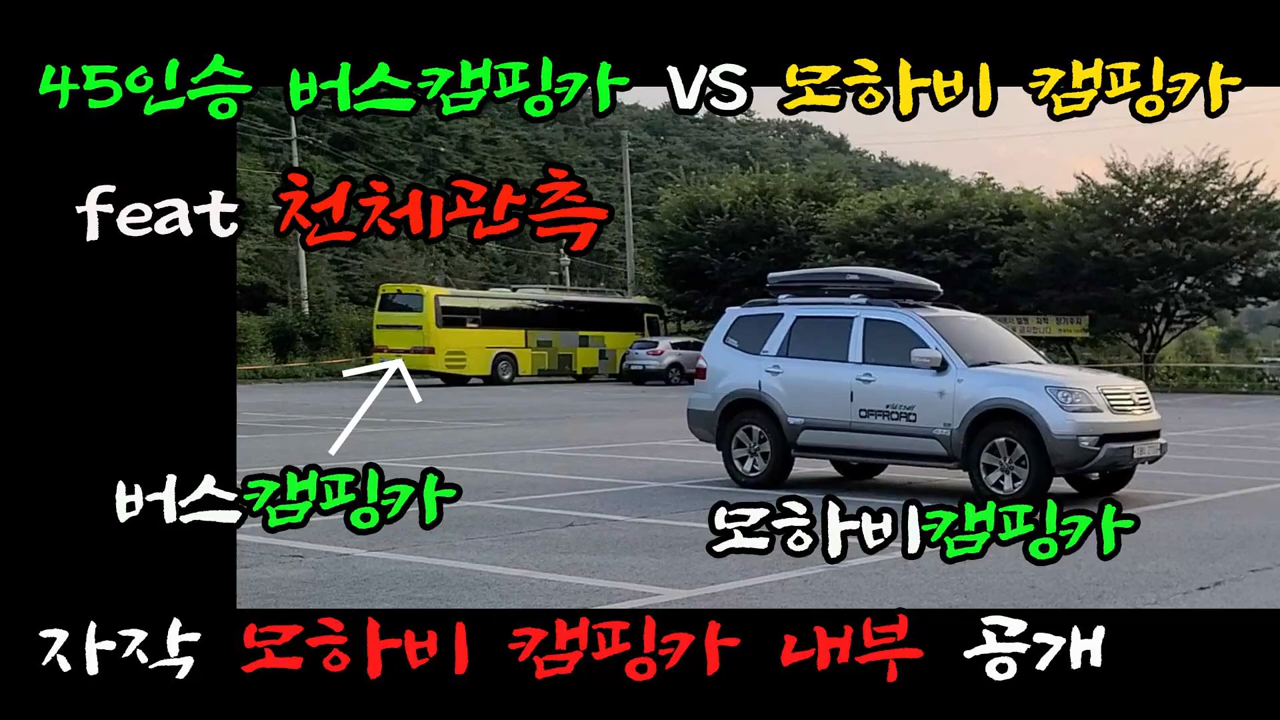 45인승 버스캠핑카 VS 모하비 캠핑카
feat 천체관측
OFFROAD
버스캠핑카
모하비캠핑카
자작 모하비 캠핑카 내부 공개